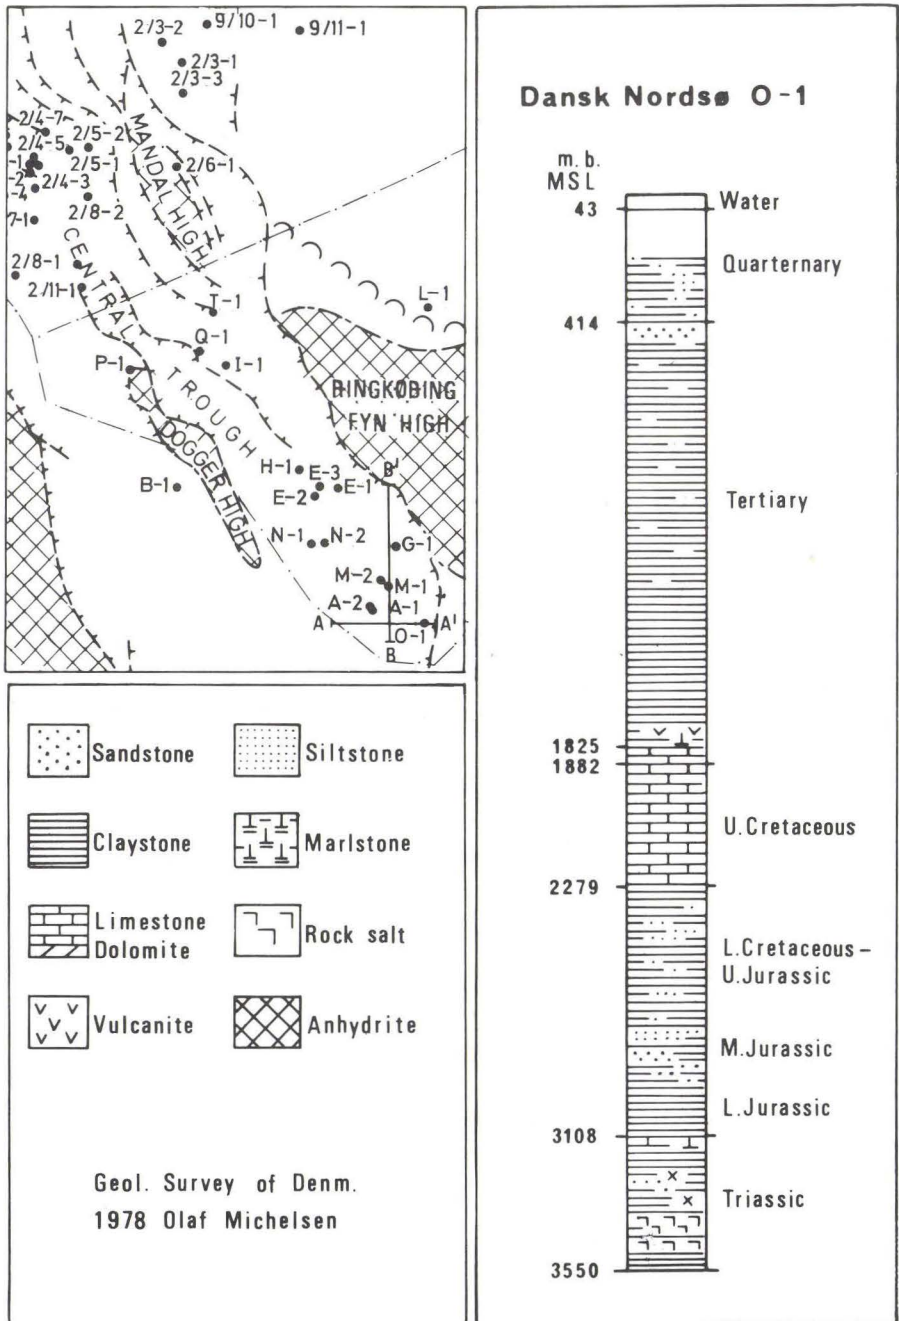 9/10-1
2/3-2
9/11-1
2/3-1
2/3-3
2/4-7
2/5-2
2/4-5
2/6-1
-1
2/5-1
-2
2/4-3
-4
2/8-2
7-1
MANDAL HIGH
CENTRAL
2/8-1
2/11-1
L-1
T-1
Q-1
P-1
I-1
TROUGH
RINGKØBING
FYN HIGH
DOGGER HIGH
H-1
E-3
B'
B-1
E-2
E-1
N-1
N-2
G-1
M-2
M-1
A-2
A-1
A
A'
O-1
B
Sandstone
Siltstone
Claystone
Marlstone
Limestone
Dolomite
Rock salt
Vulcanite
Anhydrite
Geol. Survey of Denm.
1978 Olaf Michelsen
Dansk Nordsø O-1
m. b.
MSL
43
Water
Quarternary
414
Tertiary
1825
1882
U.Cretaceous
2279
L.Cretaceous-
U.Jurassic
M.Jurassic
L.Jurassic
3108
Triassic
3550